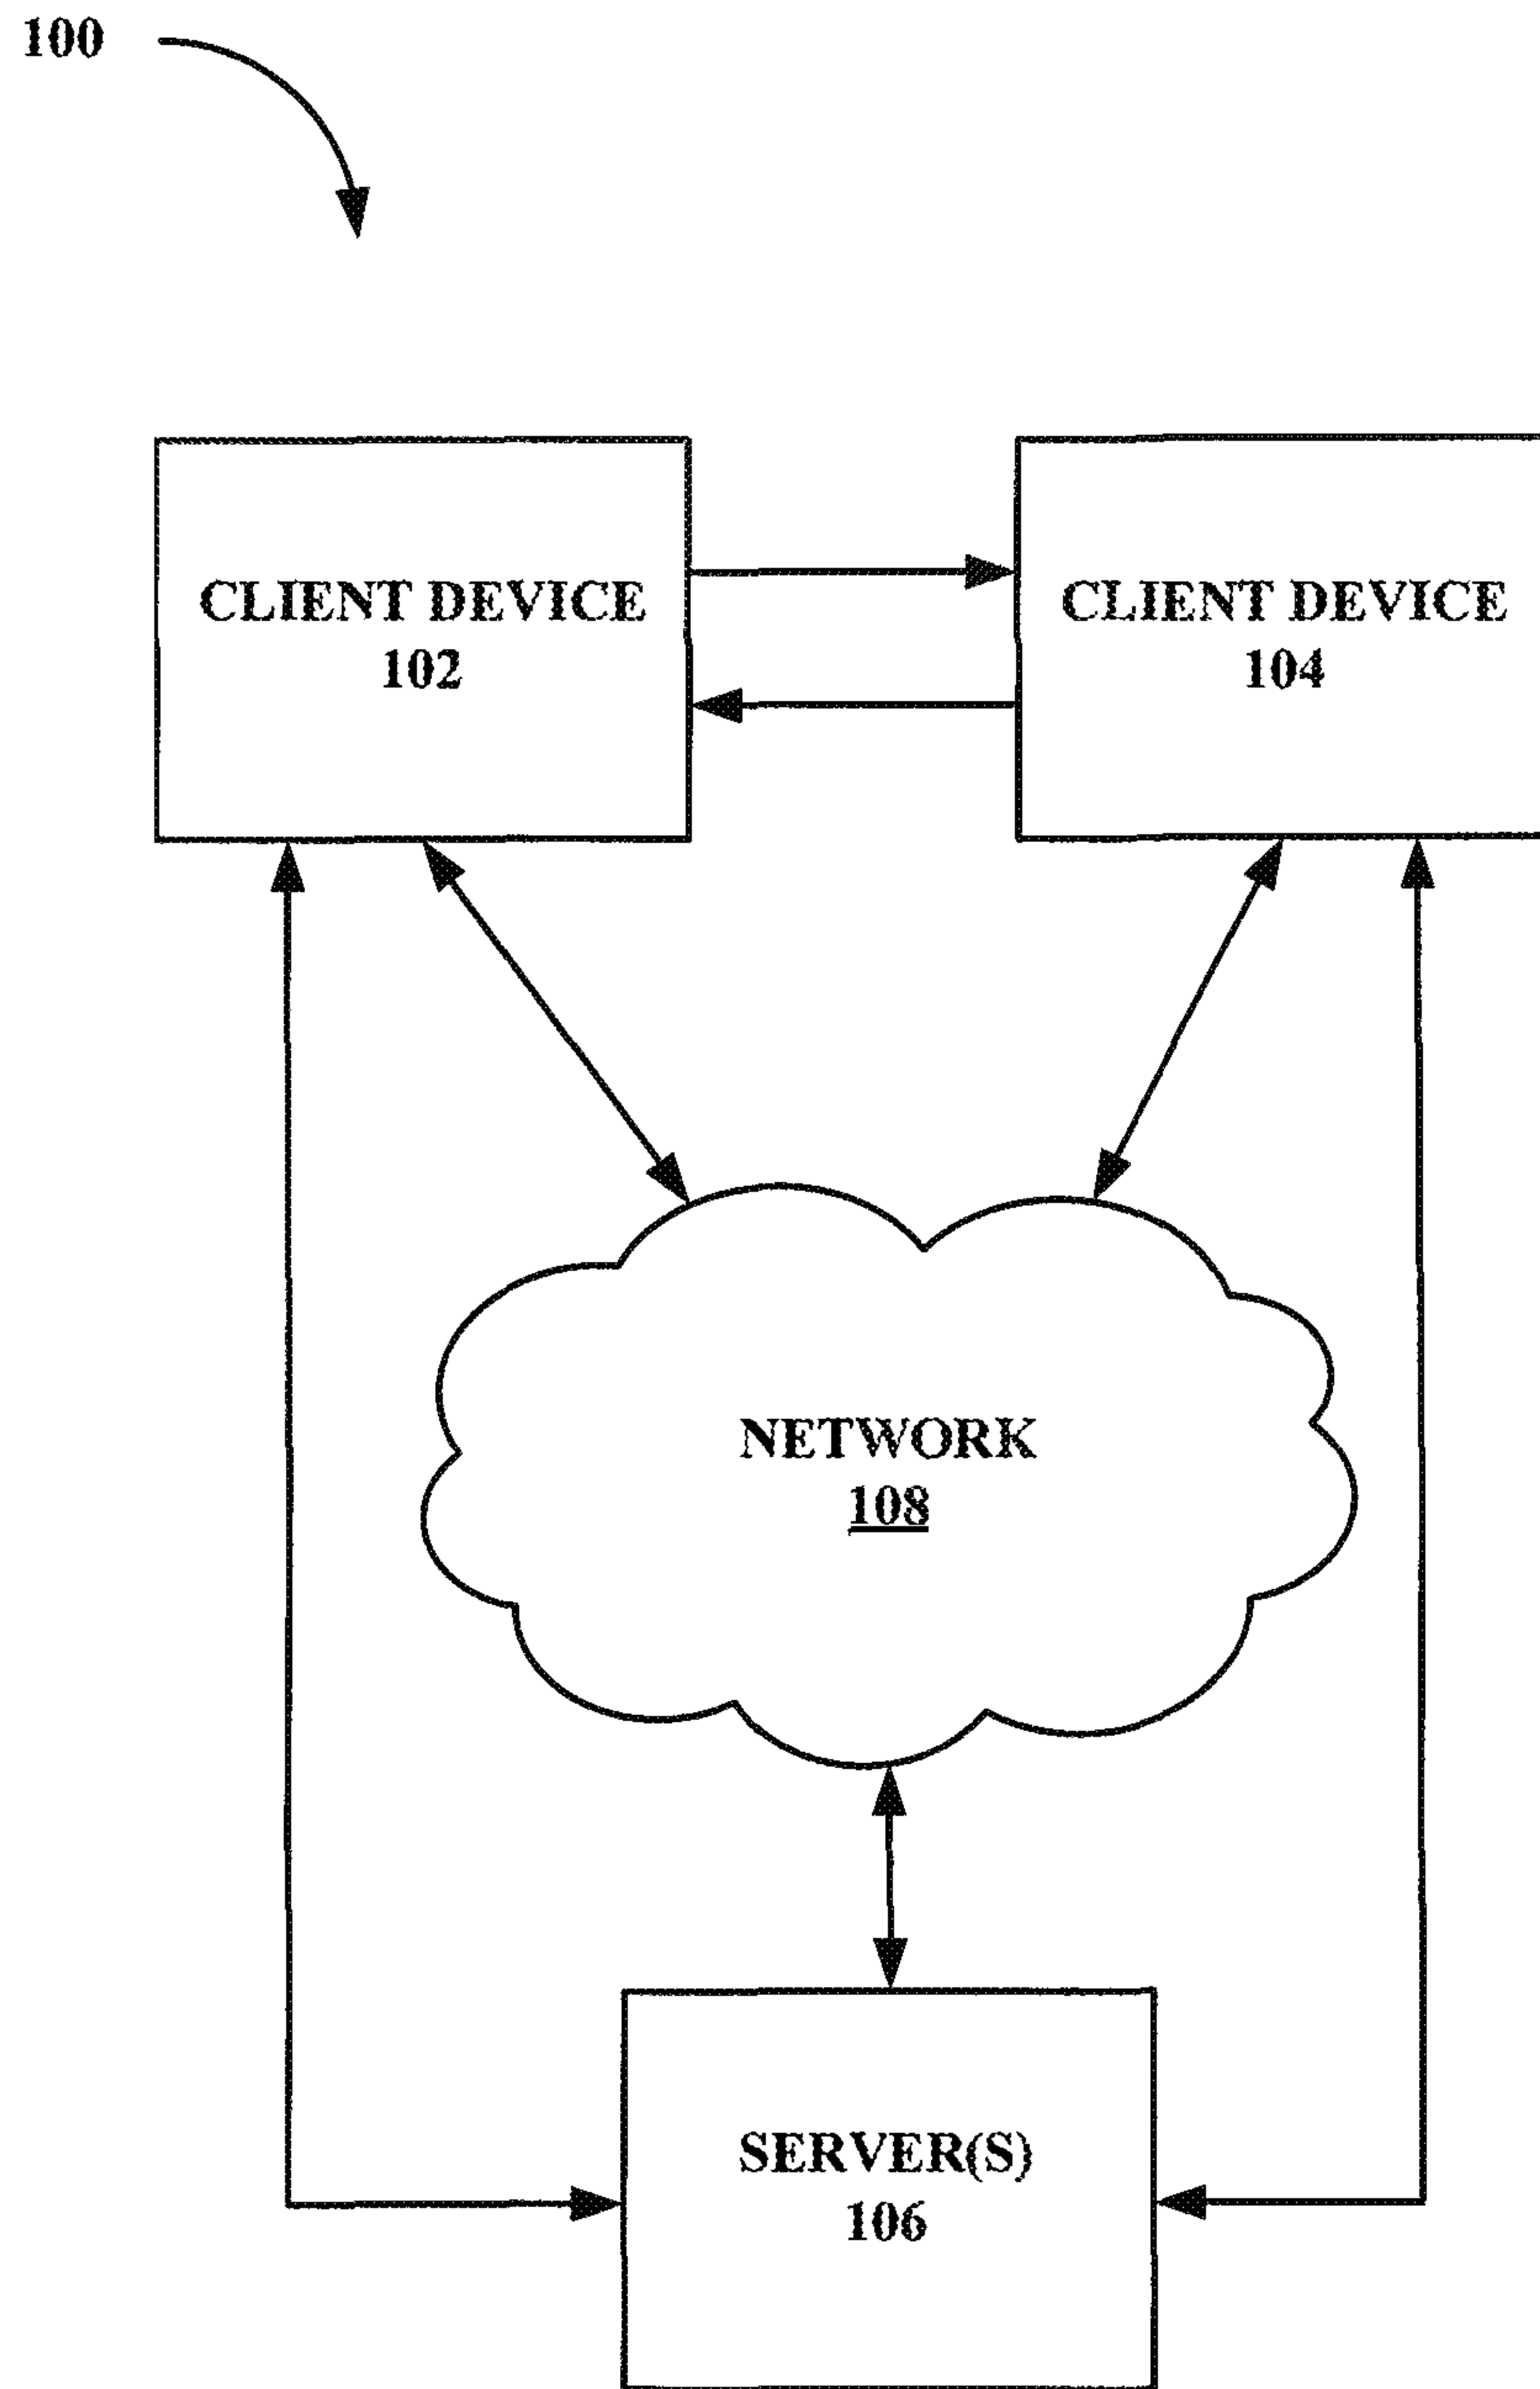 100
CLIENT DEVICE
102
CLIENT DEVICE
104
NETWORK
108
SERVER(S)
106